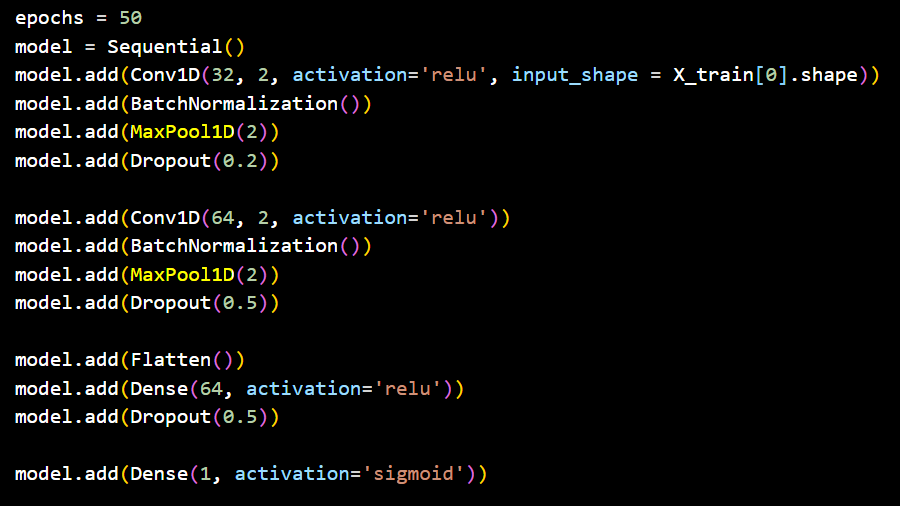 epochs = 50
model = Sequential()
model.add(Conv1D(32, 2, activation='relu', input_shape = X_train[0].shape))
model.add(BatchNormalization())
model.add(MaxPool1D(2))
model.add(Dropout(0.2))

model.add(Conv1D(64, 2, activation='relu'))
model.add(BatchNormalization())
model.add(MaxPool1D(2))
model.add(Dropout(0.5))

model.add(Flatten())
model.add(Dense(64, activation='relu'))
model.add(Dropout(0.5))

model.add(Dense(1, activation='sigmoid'))